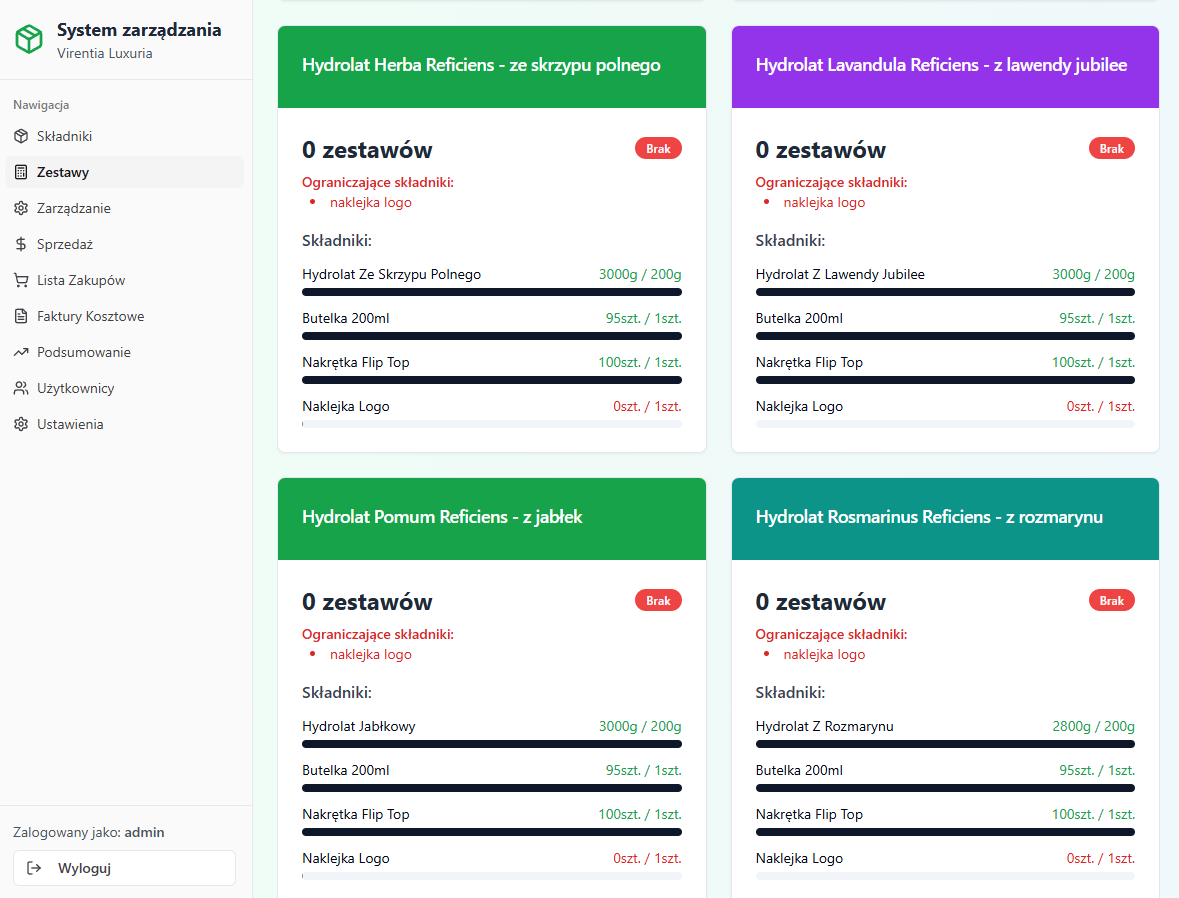 System zarządzania
Virentia Luxuria
Nawigacja
Składniki
Zestawy
Zarządzanie
Sprzedaż
Lista Zakupów
Faktury Kosztowe
Podsumowanie
Użytkownicy
Ustawienia
Zalogowany jako: admin
Wyloguj
Hydrolat Herba Reficiens - ze skrzypu polnego
0 zestawów
Brak
Ograniczające składniki:
• naklejka logo
Składniki:
Hydrolat Ze Skrzypu Polnego 3000g / 200g
Butelka 200ml 95szt. / 1szt.
Nakrętka Flip Top 100szt. / 1szt.
Naklejka Logo 0szt. / 1szt.
Hydrolat Lavandula Reficiens - z lawendy jubilee
0 zestawów
Brak
Ograniczające składniki:
• naklejka logo
Składniki:
Hydrolat Z Lawendy Jubilee 3000g / 200g
Butelka 200ml 95szt. / 1szt.
Nakrętka Flip Top 100szt. / 1szt.
Naklejka Logo 0szt. / 1szt.
Hydrolat Pomum Reficiens - z jabłek
0 zestawów
Brak
Ograniczające składniki:
• naklejka logo
Składniki:
Hydrolat Jabłkowy 3000g / 200g
Butelka 200ml 95szt. / 1szt.
Nakrętka Flip Top 100szt. / 1szt.
Naklejka Logo 0szt. / 1szt.
Hydrolat Rosmarinus Reficiens - z rozmarynu
0 zestawów
Brak
Ograniczające składniki:
• naklejka logo
Składniki:
Hydrolat Z Rozmarynu 2800g / 200g
Butelka 200ml 95szt. / 1szt.
Nakrętka Flip Top 100szt. / 1szt.
Naklejka Logo 0szt. / 1szt.